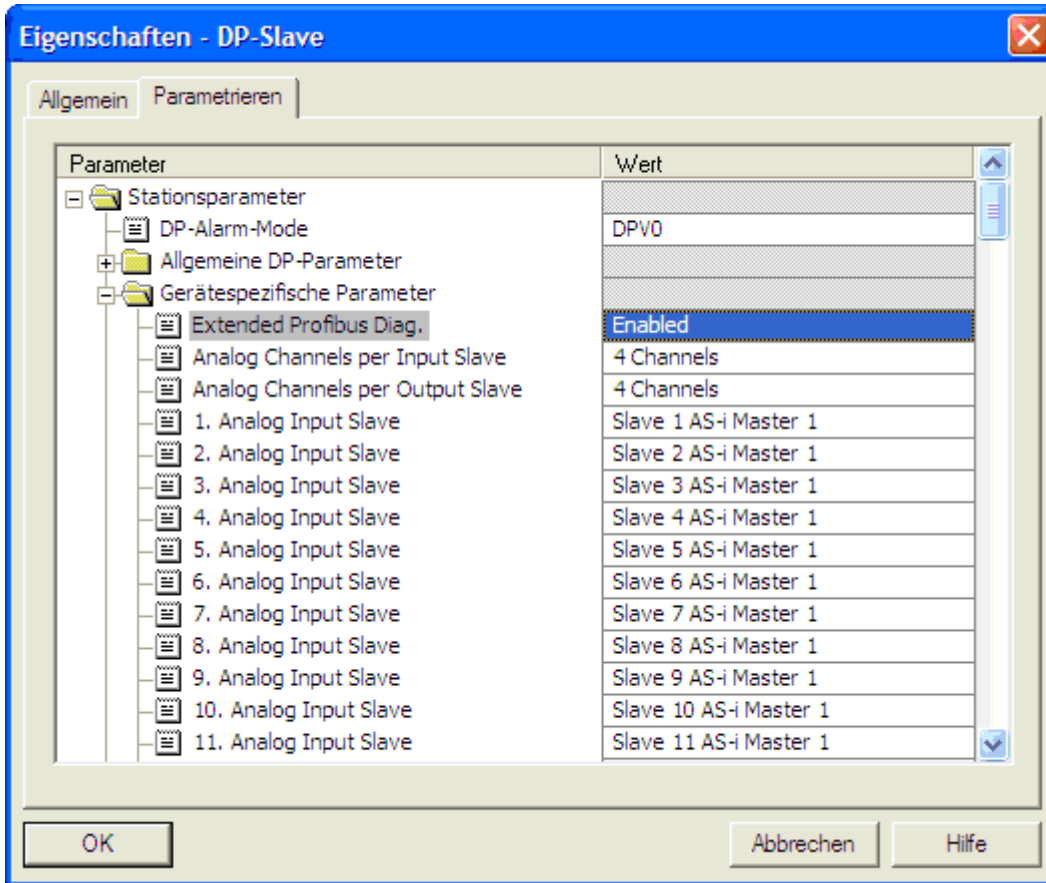 Eigenschaften - DP-Slave
Allgemein Parametrieren
Parameter Wert
Stationsparameter
DP-Alarm-Mode DPV0
Allgemeine DP-Parameter
Gerätespezifische Parameter
Extended Profibus Diag. Enabled
Analog Channels per Input Slave 4 Channels
Analog Channels per Output Slave 4 Channels
1. Analog Input Slave Slave 1 AS-i Master 1
2. Analog Input Slave Slave 2 AS-i Master 1
3. Analog Input Slave Slave 3 AS-i Master 1
4. Analog Input Slave Slave 4 AS-i Master 1
5. Analog Input Slave Slave 5 AS-i Master 1
6. Analog Input Slave Slave 6 AS-i Master 1
7. Analog Input Slave Slave 7 AS-i Master 1
8. Analog Input Slave Slave 8 AS-i Master 1
9. Analog Input Slave Slave 9 AS-i Master 1
10. Analog Input Slave Slave 10 AS-i Master 1
11. Analog Input Slave Slave 11 AS-i Master 1
OK Abbrechen Hilfe